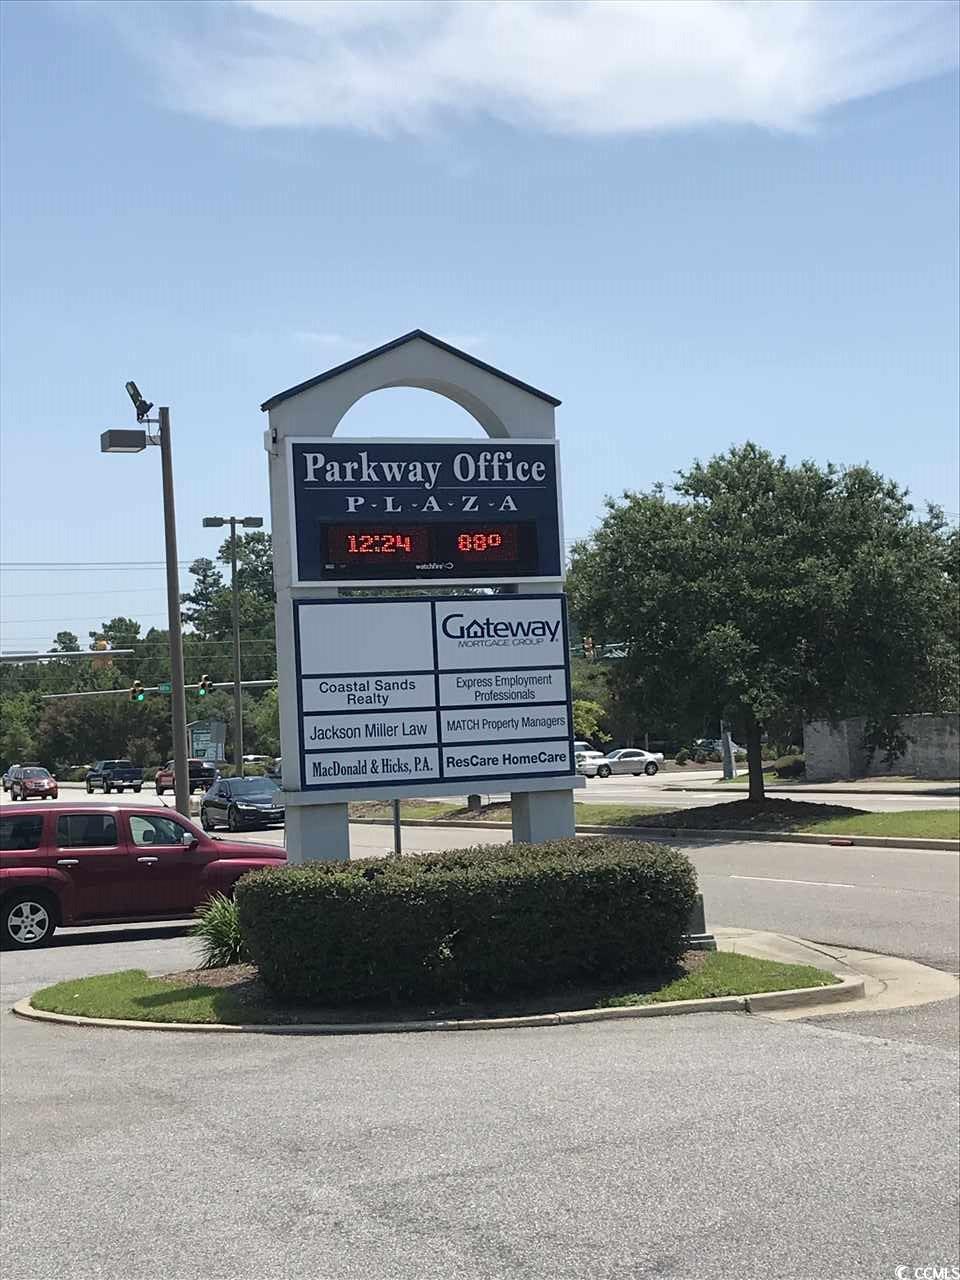 Parkway Office
P-L-A-Z-A
12:24 88°
watchfire
Gateway
MORTGAGE GROUP
Coastal Sands
Realty
Express Employment
Professionals
Jackson Miller Law
MATCH Property Managers
MacDonald & Hicks, P.A.
ResCare HomeCare
CCMLS